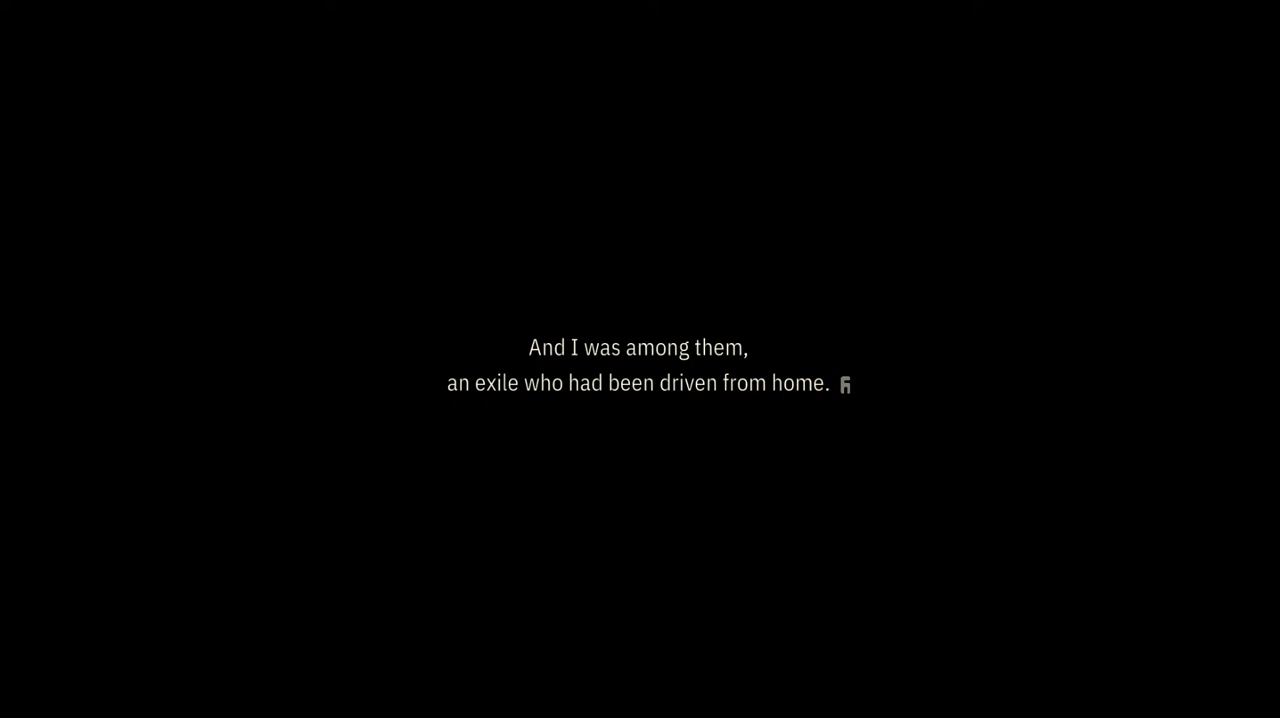 And I was among them,
an exile who had been driven from home.